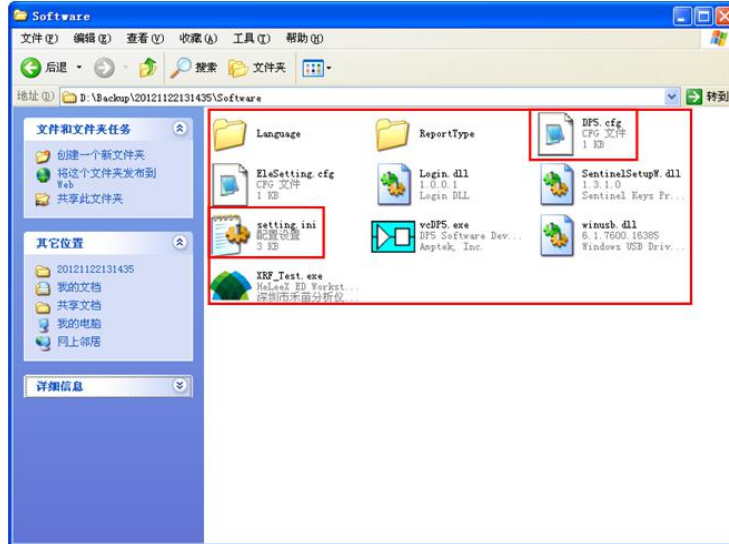 Software
文件(F) 编辑(E) 查看(V) 收藏(A) 工具(T) 帮助(H)
后退 搜索 文件夹
地址(D) D:\Backup\20121122131435\Software 转到
文件和文件夹任务
创建一个新文件夹
将这个文件夹发布到
Web
共享此文件夹
其它位置
20121122131435
我的文档
共享文档
我的电脑
网上邻居
详细信息
Language
ReportType
DP5.cfg
CFG 文件
1 KB
EleSetting.cfg
CFG 文件
1 KB
Login.dll
1.0.0.1
Login DLL
SentinelSetupW.dll
1.3.1.0
Sentinel Keys Pr...
setting.ini
配置设置
3 KB
vcDP5.exe
DP5 Software Dev...
Amptek, Inc.
winusb.dll
6.1.7600.16385
Windows USB Driv...
XRF_Test.exe
HeLeeX ED Workst...
深圳市禾苗分析仪...